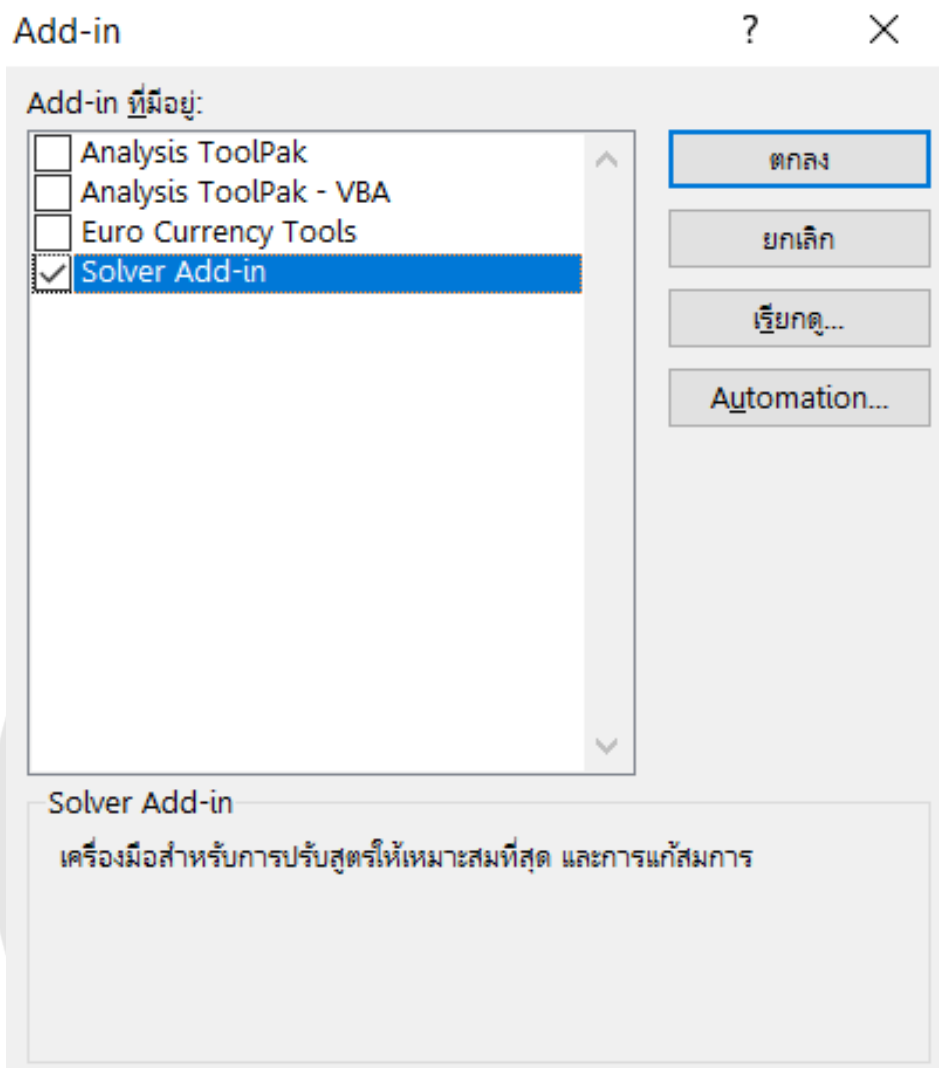 Add-in
?
Add-in ที่มีอยู่:
Analysis ToolPak
Analysis ToolPak - VBA
Euro Currency Tools
Solver Add-in
ตกลง
ยกเลิก
เรียกดู...
Automation...
Solver Add-in
เครื่องมือสำหรับการปรับสูตรให้เหมาะสมที่สุด และการแก้สมการ